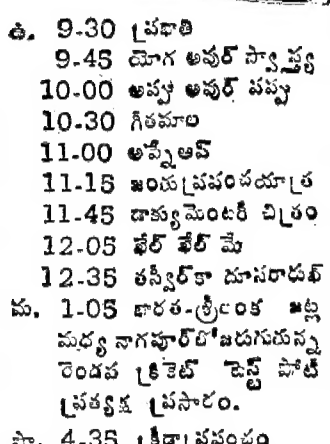 ఉ. 9-30 ప్రభాతి
9-45 యోగ అవుర్ స్వాస్థ్య
10-00 అప్పు అవుర్ పప్పు
10-30 గీతమాల
11-00 అప్నేఆప్
11-15 జంతుప్రపంచయాత్ర
11-45 డాక్యుమెంటరీ చిత్రం
12-05 ఖేల్ ఖేల్ మే
12-35 తస్వీర్‌కా దూసరారుఖ్
మ. 1-05 భారత-శ్రీలంక జట్ల
మధ్య నాగపూర్‌లో జరుగుతున్న
రెండవ క్రికెట్ టెస్ట్ పోటీ
ప్రత్యక్ష ప్రసారం.
సా. 4-35 క్రీడాప్రపంచం